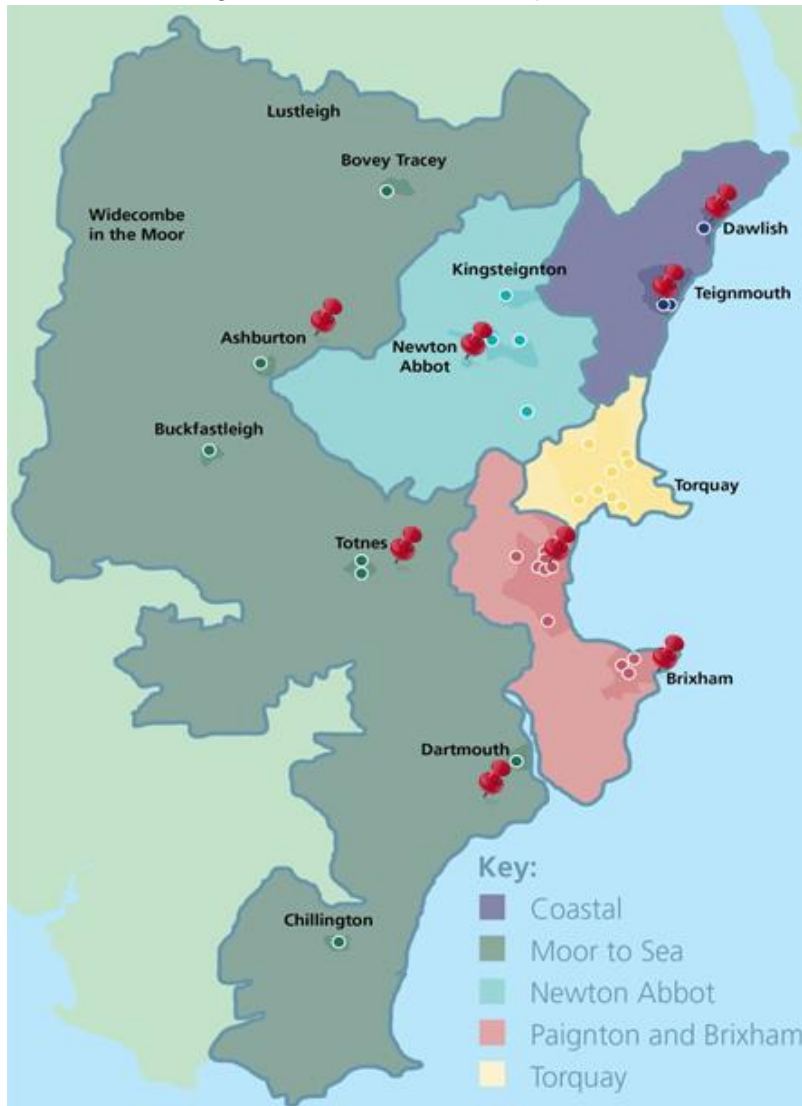 Lustleigh
Bovey Tracey
Widecombe
in the Moor
Dawlish
Kingsteignton
Teignmouth
Ashburton
Newton
Abbot
Buckfastleigh
Torquay
Totnes
Brixham
Dartmouth
Chillington
Key:
Coastal
Moor to Sea
Newton Abbot
Paignton and Brixham
Torquay